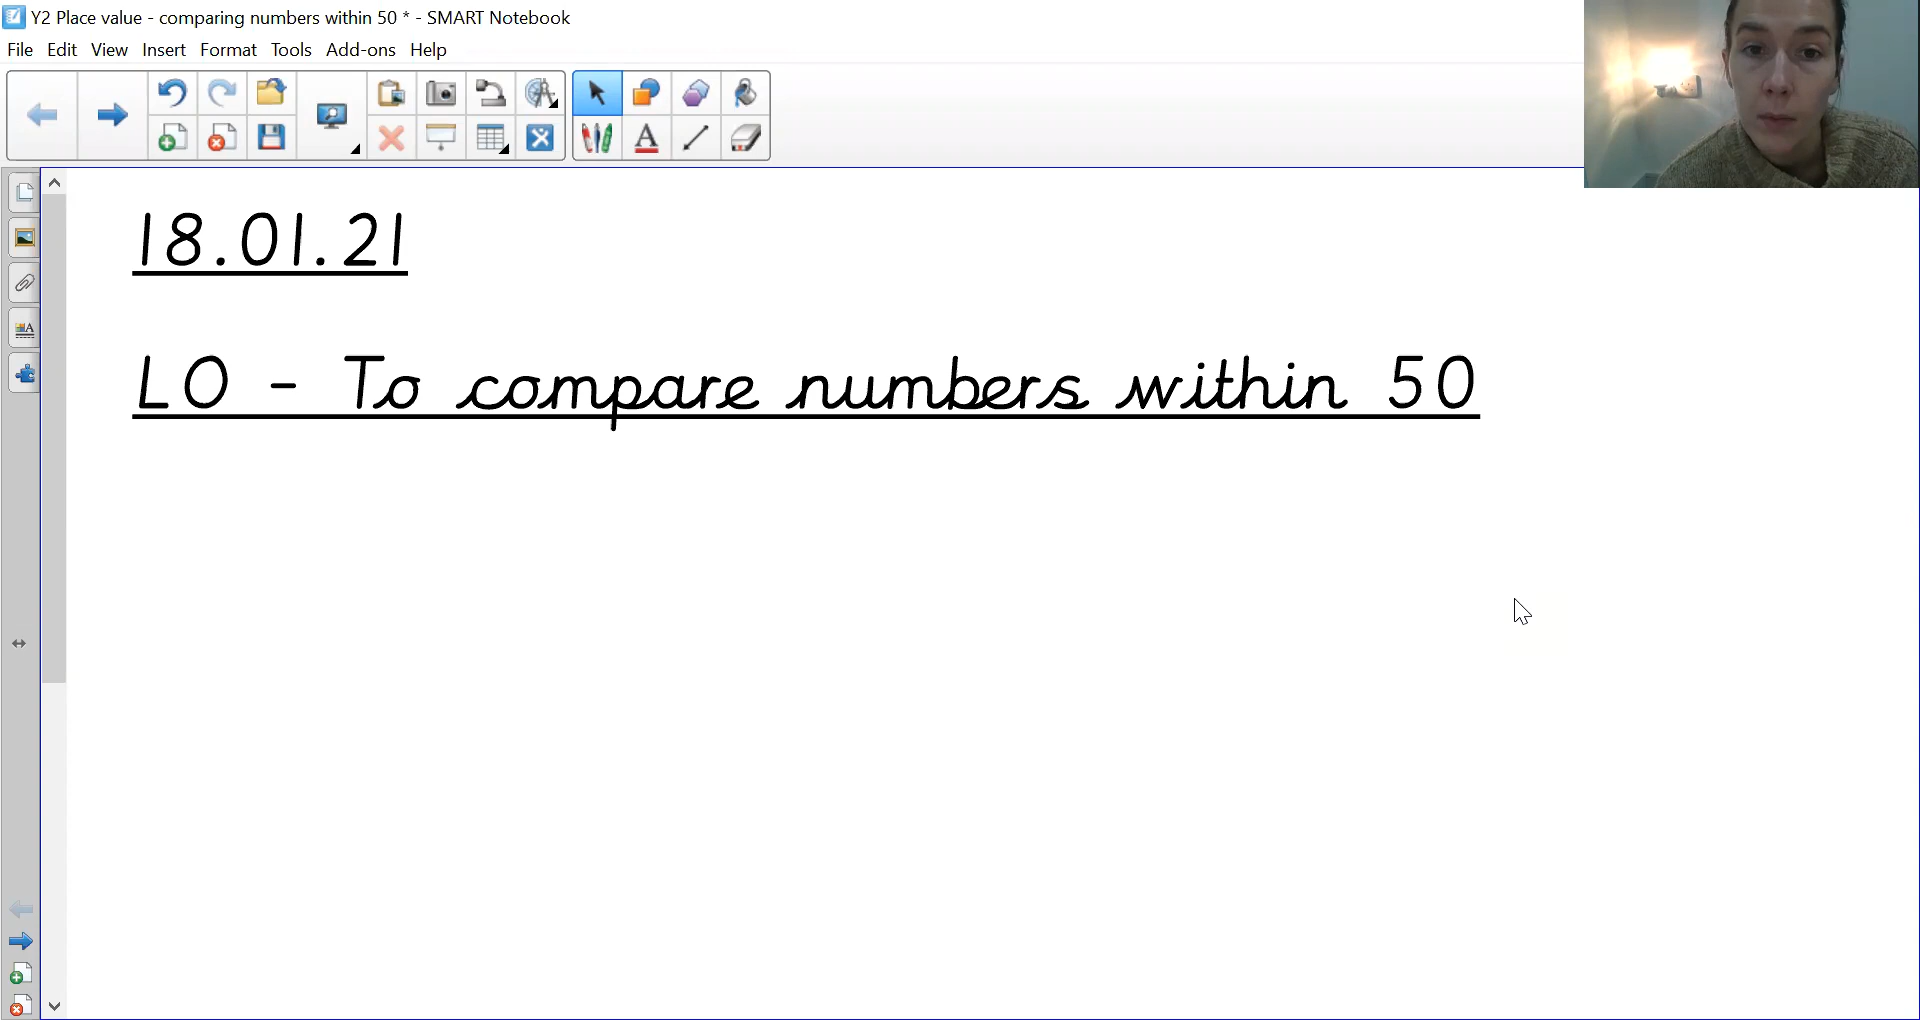 Y2 Place value - comparing numbers within 50 * - SMART Notebook
File Edit View Insert Format Tools Add-ons Help
18.01.21
LO - To compare numbers within 50